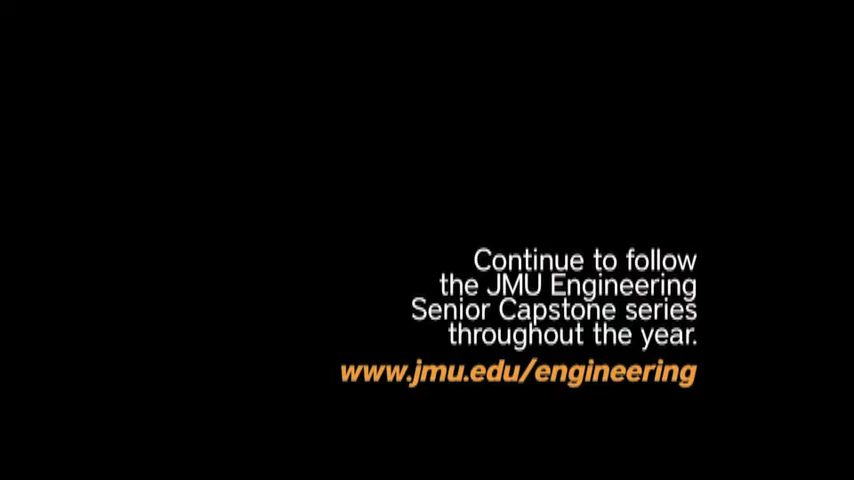 Continue to follow
the JMU Engineering
Senior Capstone series
throughout the year.
www.jmu.edu/engineering